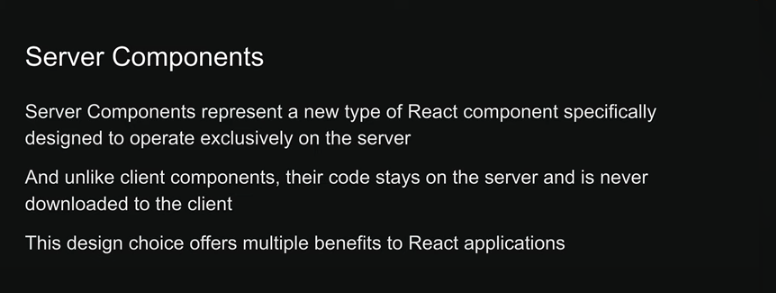 Server Components
Server Components represent a new type of React component specifically
designed to operate exclusively on the server
And unlike client components, their code stays on the server and is never
downloaded to the client
This design choice offers multiple benefits to React applications